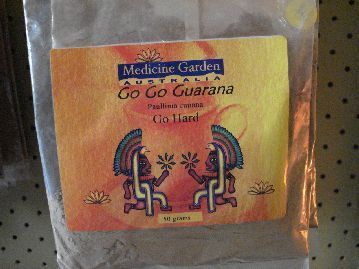 Medicine Garden
AUSTRALIA
Go Go Guarana
Paullinia cupana
Go Hard
50 grams